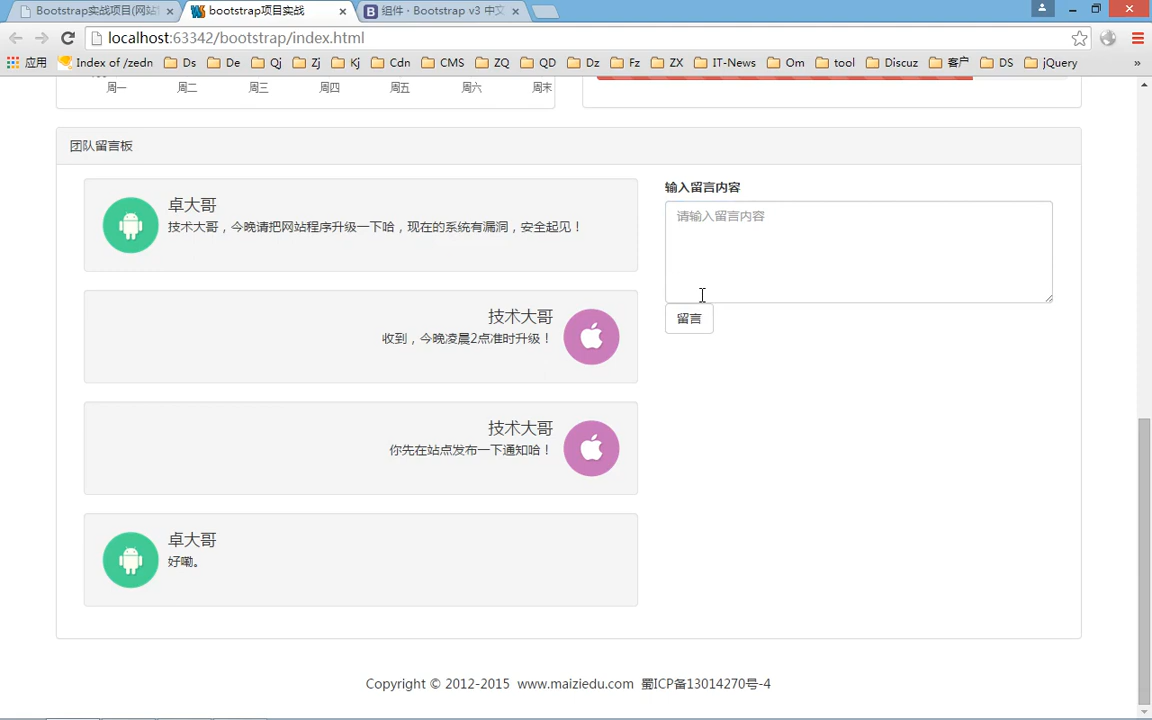 Bootstrap实战项目(网站
bootstrap项目实战
组件 · Bootstrap v3 中文
localhost:63342/bootstrap/index.html
应用 Index of /zedn Ds De Qj Zj Kj Cdn CMS ZQ QD Dz Fz ZX IT-News Om tool Discuz 客户 DS jQuery »
周一 周二 周三 周四 周五 周六 周末
团队留言板
卓大哥
技术大哥，今晚请把网站程序升级一下哈，现在的系统有漏洞，安全起见！
技术大哥
收到，今晚凌晨2点准时升级！
技术大哥
你先在站点发布一下通知哈！
卓大哥
好嘞。
输入留言内容
请输入留言内容
留言
Copyright © 2012-2015 www.maiziedu.com 蜀ICP备13014270号-4